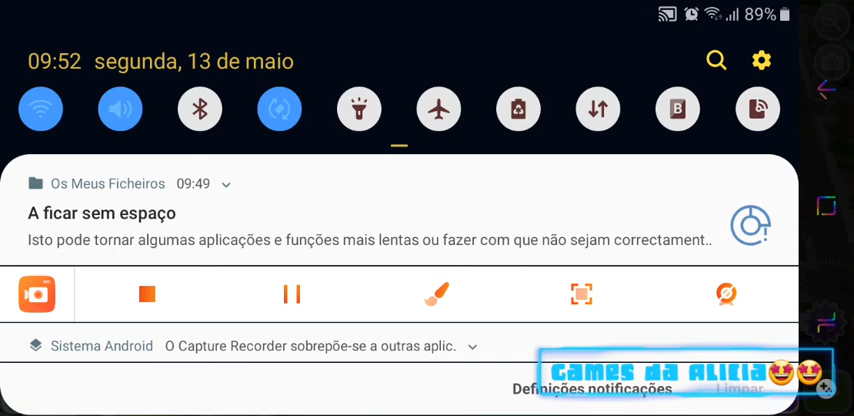 89%
09:52 segunda, 13 de maio
B
Os Meus Ficheiros 09:49
A ficar sem espaço
Isto pode tornar algumas aplicações e funções mais lentas ou fazer com que não sejam correctament..
Sistema Android O Capture Recorder sobrepõe-se a outras aplic.
GAMES DA ALICIA🤩🤩
Definições notificações Limpar